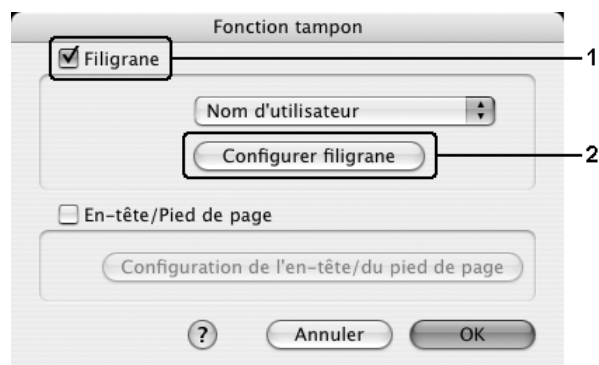 Fonction tampon
Filigrane
1
Nom d'utilisateur
Configurer filigrane
2
En-tête/Pied de page
Configuration de l'en-tête/du pied de page
?
Annuler
OK